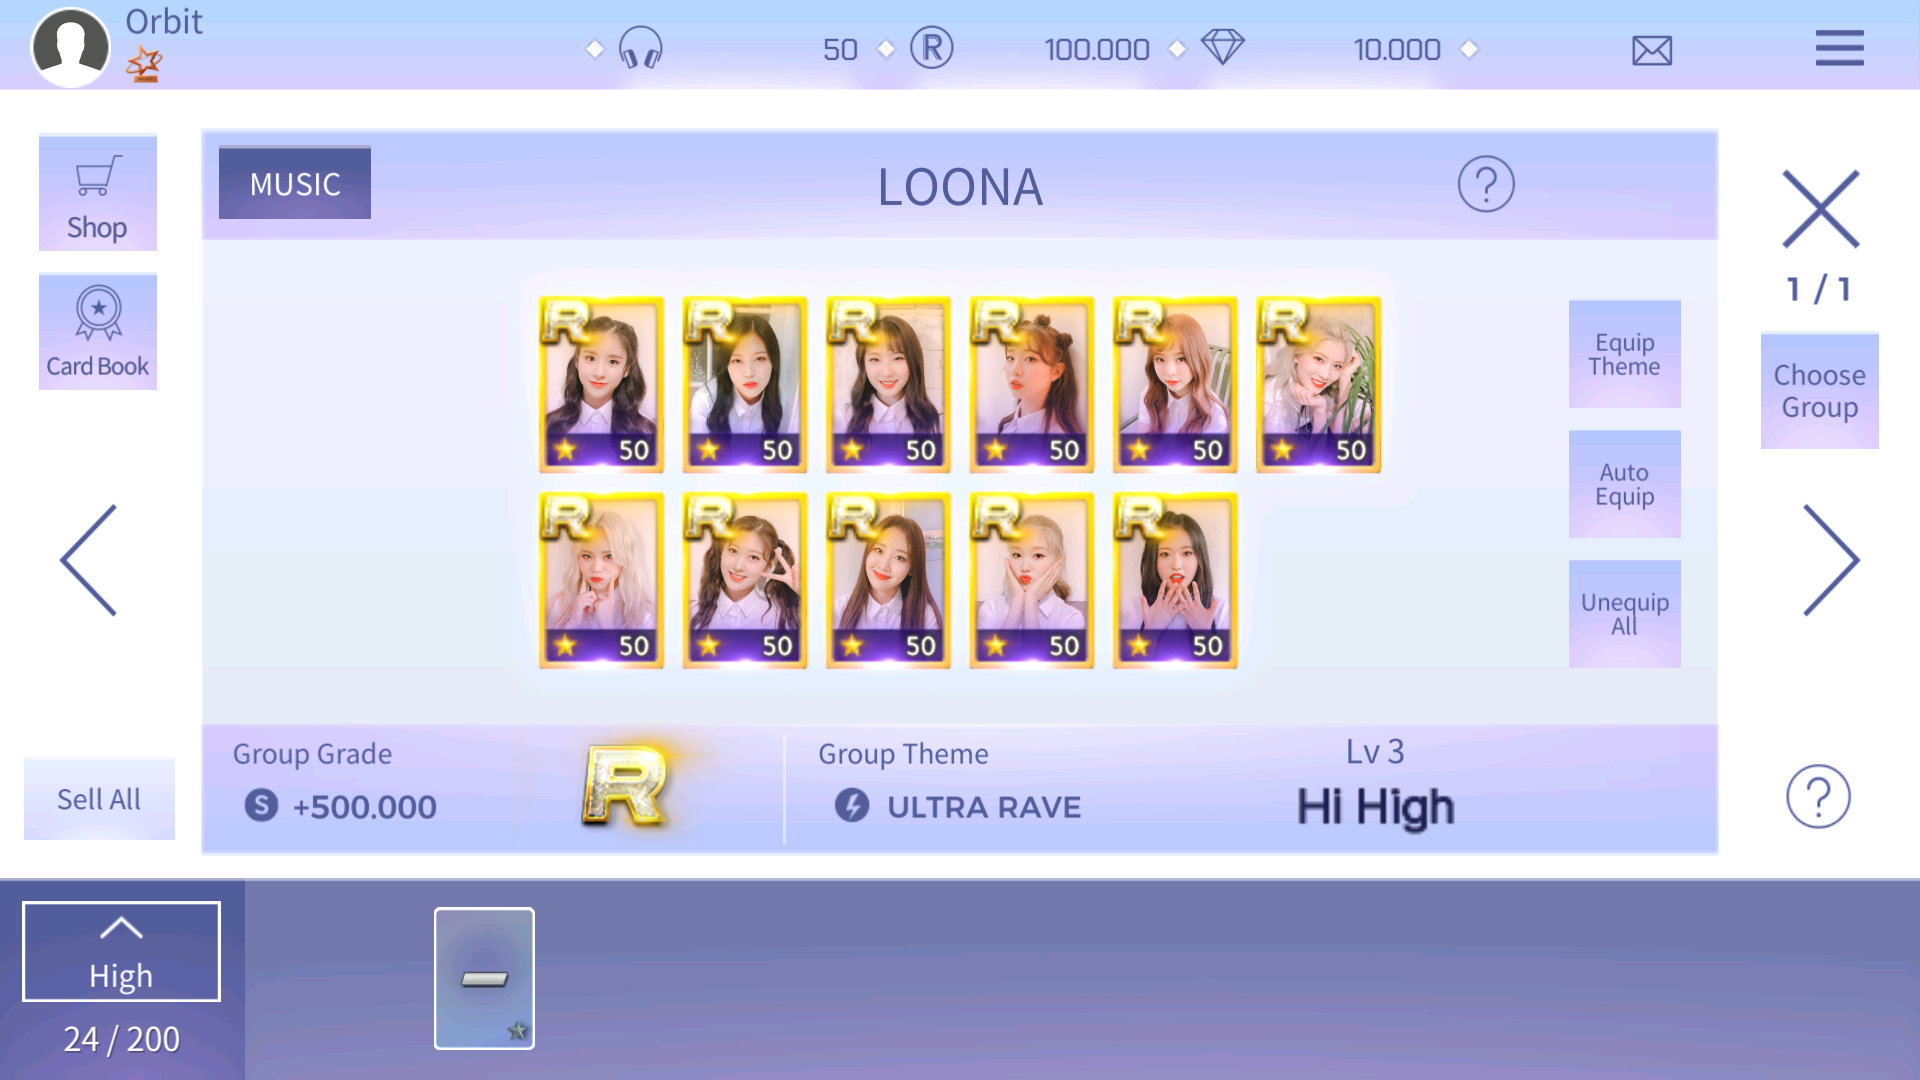 Orbit
50
R
100.000
10.000
Shop
Card Book
MUSIC
LOONA
?
1 / 1
Choose
Group
R R R R R R
50 50 50 50 50 50
R R R R R
50 50 50 50 50
Equip
Theme
Auto
Equip
Unequip
All
Group Grade
S +500.000
R
Group Theme
ULTRA RAVE
Lv 3
Hi High
Sell All
?
High
24 / 200